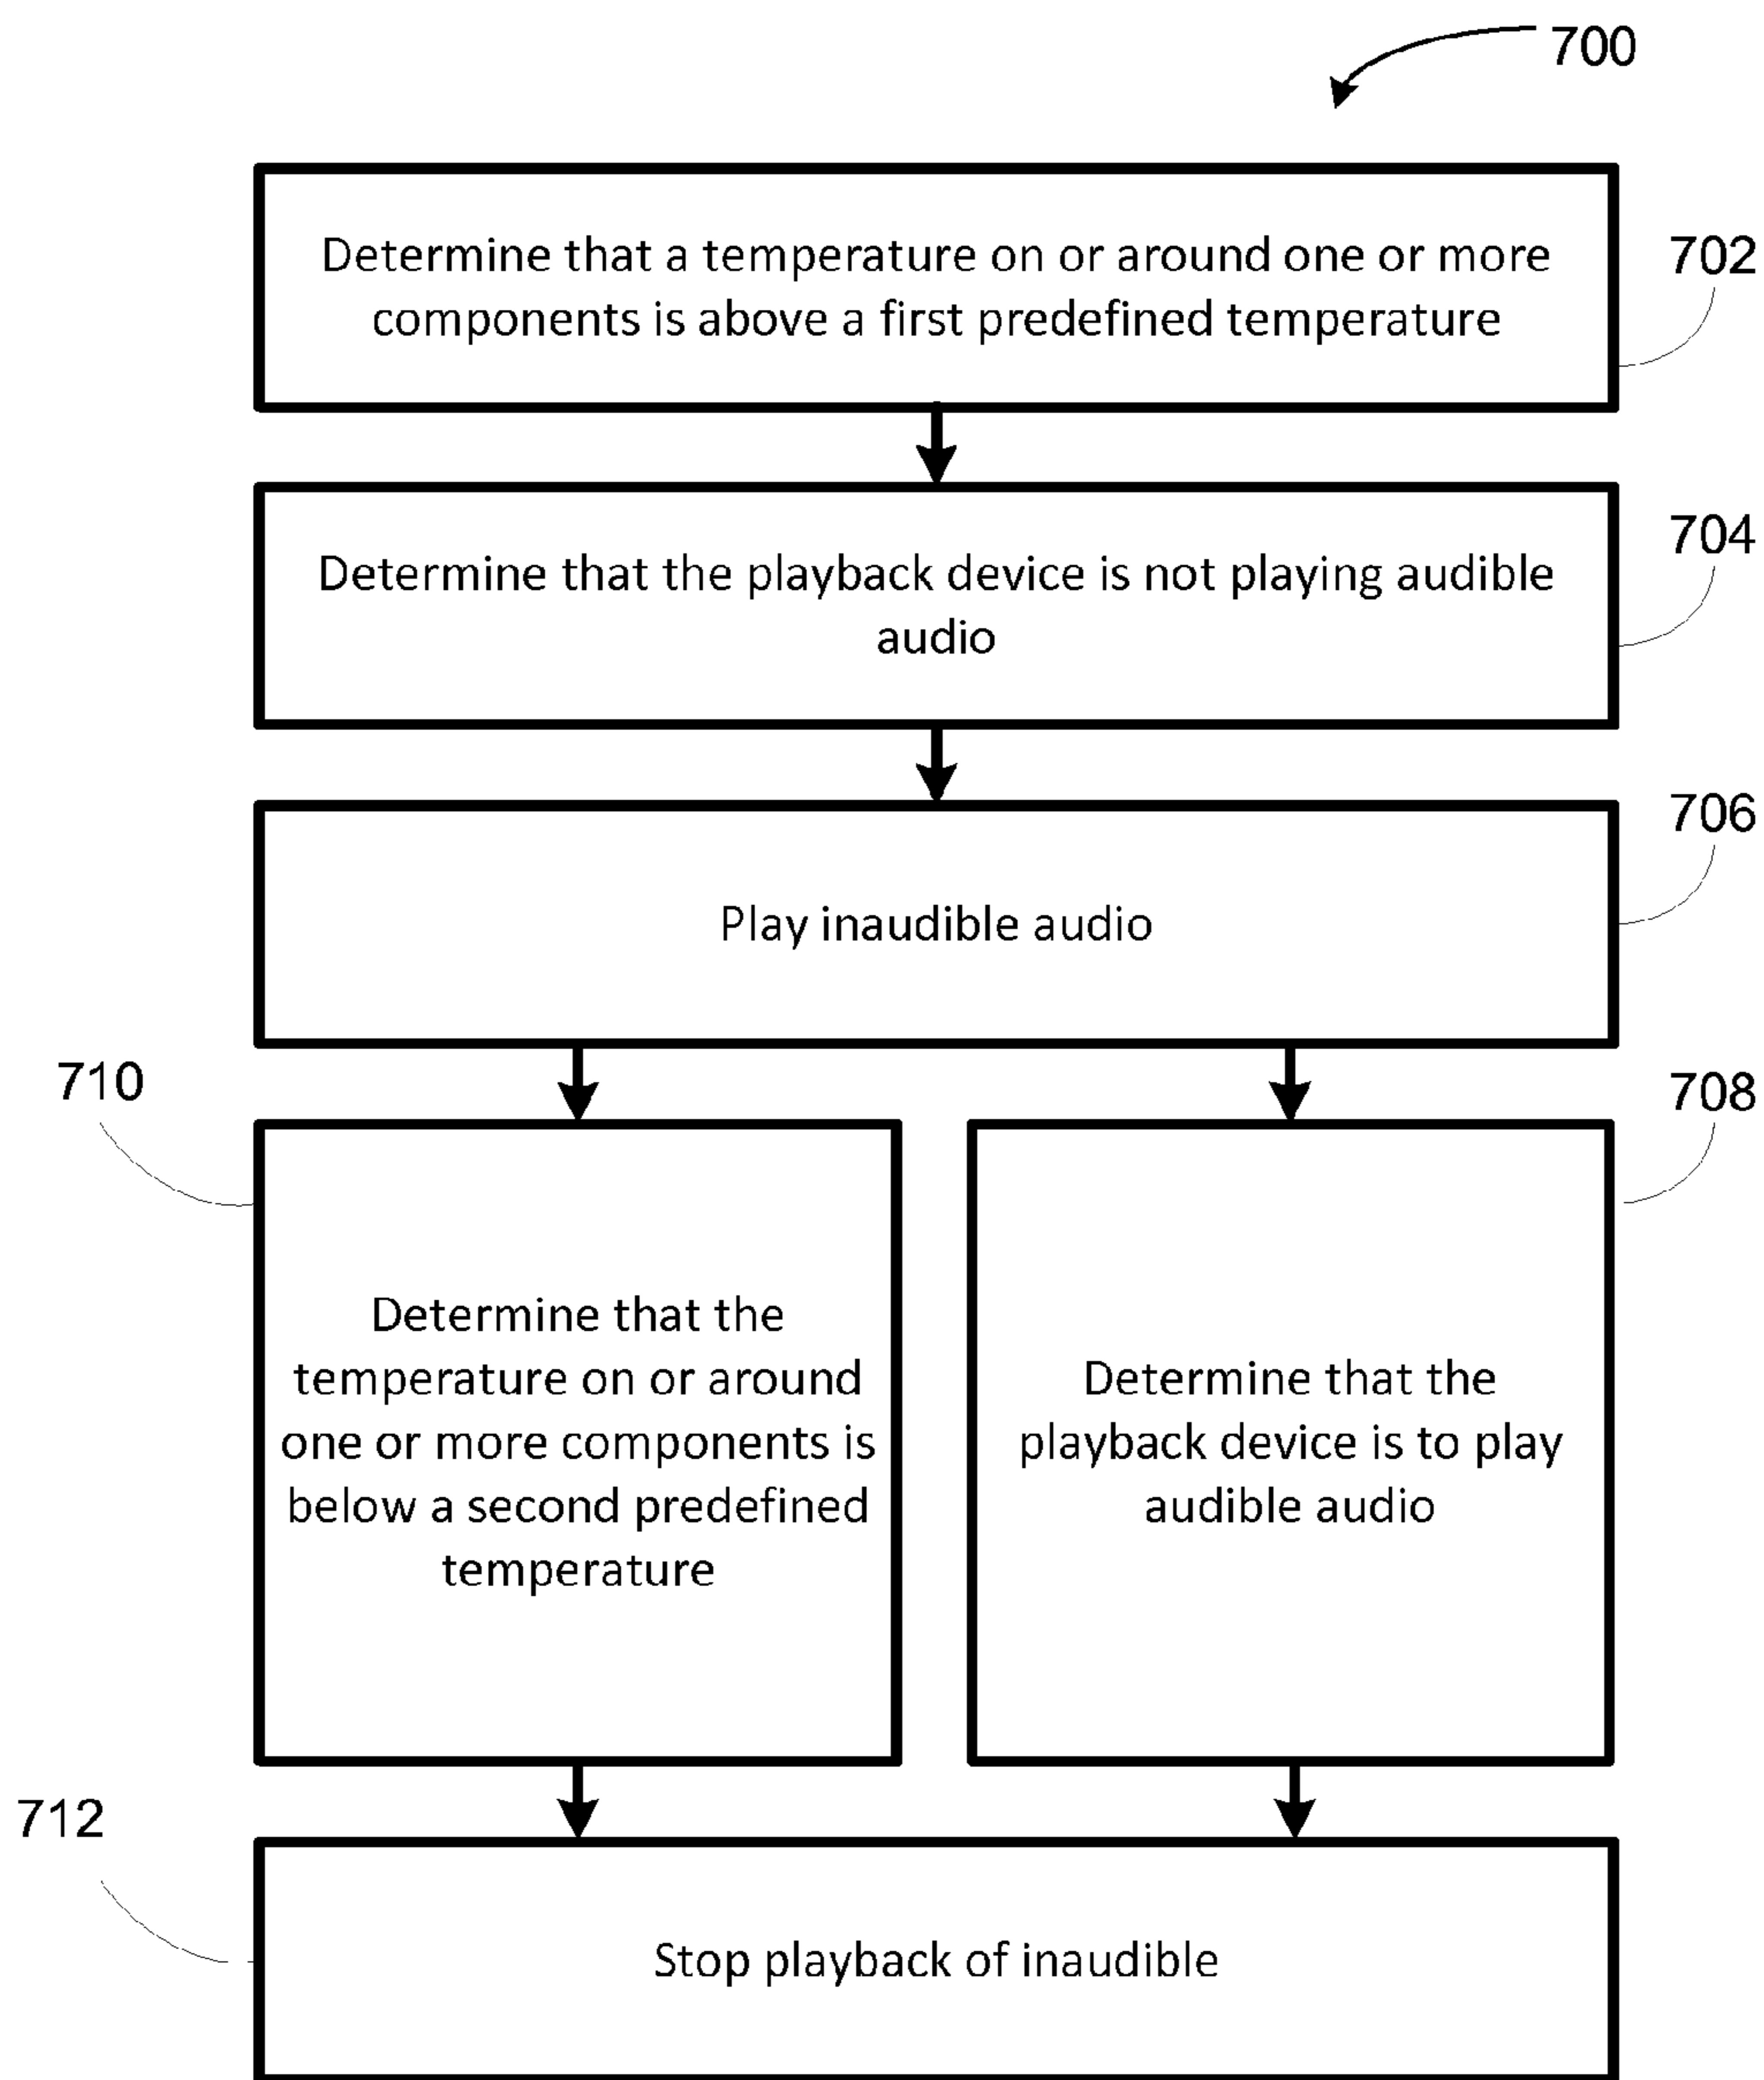 700
Determine that a temperature on or around one or more
components is above a first predefined temperature
702
Determine that the playback device is not playing audible
audio
704
Play inaudible audio
706
710
Determine that the
temperature on or around
one or more components is
below a second predefined
temperature
708
Determine that the
playback device is to play
audible audio
712
Stop playback of inaudible